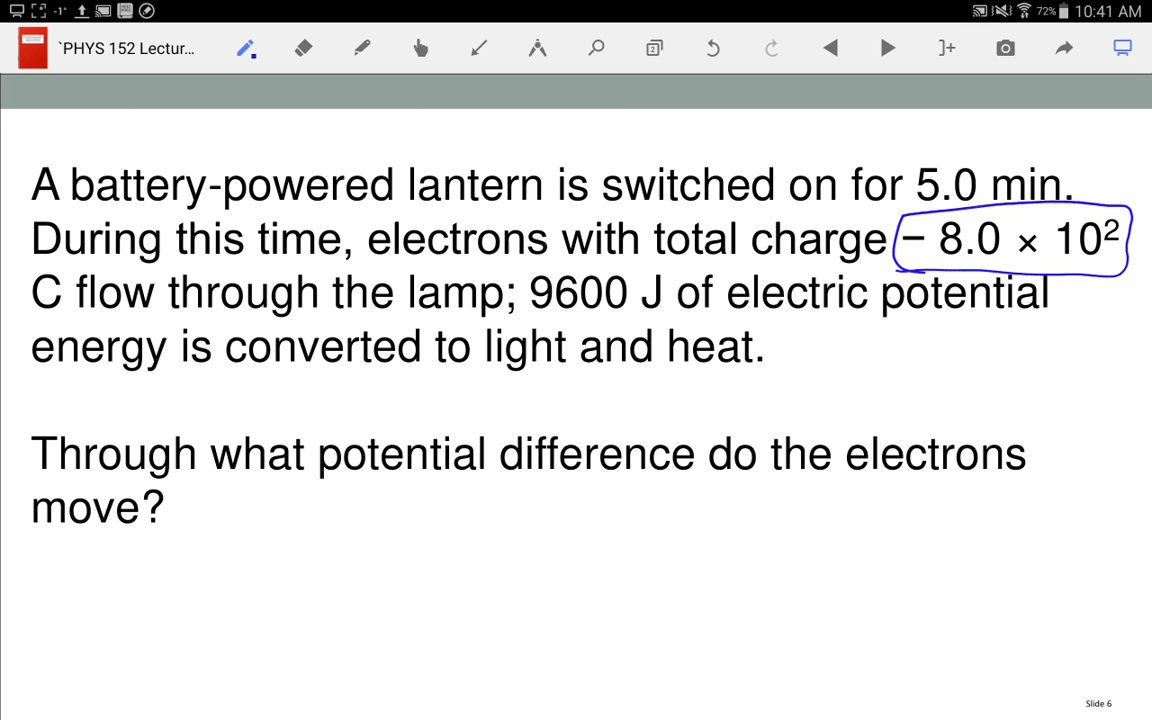 -1° 72% 10:41 AM
`PHYS 152 Lectur... 2 ]+
A battery-powered lantern is switched on for 5.0 min.
During this time, electrons with total charge − 8.0 × 10²
C flow through the lamp; 9600 J of electric potential
energy is converted to light and heat.
Through what potential difference do the electrons
move?
Slide 6